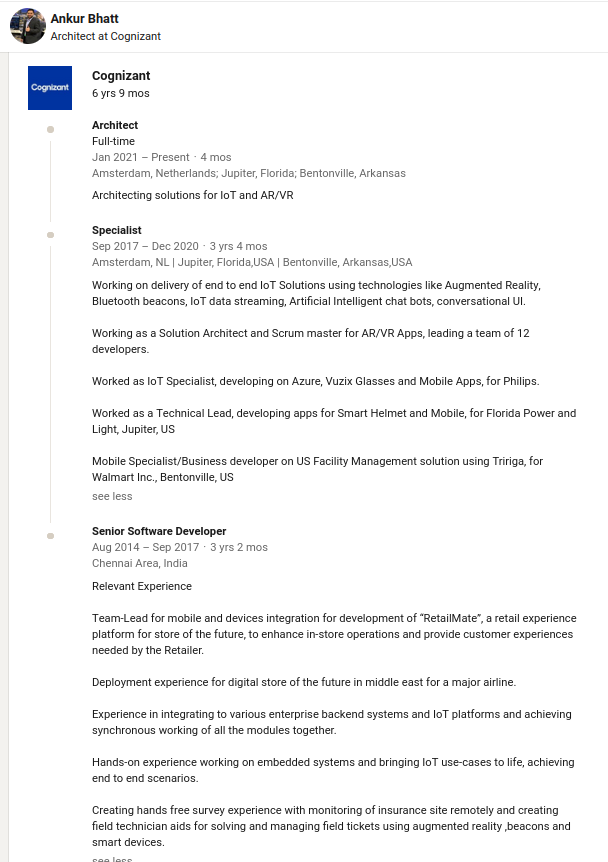 Ankur Bhatt
Architect at Cognizant
Cognizant
Cognizant
6 yrs 9 mos
Architect
Full-time
Jan 2021 – Present · 4 mos
Amsterdam, Netherlands; Jupiter, Florida; Bentonville, Arkansas
Architecting solutions for IoT and AR/VR
Specialist
Sep 2017 – Dec 2020 · 3 yrs 4 mos
Amsterdam, NL | Jupiter, Florida,USA | Bentonville, Arkansas,USA
Working on delivery of end to end IoT Solutions using technologies like Augmented Reality,
Bluetooth beacons, IoT data streaming, Artificial Intelligent chat bots, conversational UI.
Working as a Solution Architect and Scrum master for AR/VR Apps, leading a team of 12
developers.
Worked as IoT Specialist, developing on Azure, Vuzix Glasses and Mobile Apps, for Philips.
Worked as a Technical Lead, developing apps for Smart Helmet and Mobile, for Florida Power and
Light, Jupiter, US
Mobile Specialist/Business developer on US Facility Management solution using Tririga, for
Walmart Inc., Bentonville, US
see less
Senior Software Developer
Aug 2014 – Sep 2017 · 3 yrs 2 mos
Chennai Area, India
Relevant Experience
Team-Lead for mobile and devices integration for development of “RetailMate”, a retail experience
platform for store of the future, to enhance in-store operations and provide customer experiences
needed by the Retailer.
Deployment experience for digital store of the future in middle east for a major airline.
Experience in integrating to various enterprise backend systems and IoT platforms and achieving
synchronous working of all the modules together.
Hands-on experience working on embedded systems and bringing IoT use-cases to life, achieving
end to end scenarios.
Creating hands free survey experience with monitoring of insurance site remotely and creating
field technician aids for solving and managing field tickets using augmented reality ,beacons and
smart devices.
see less